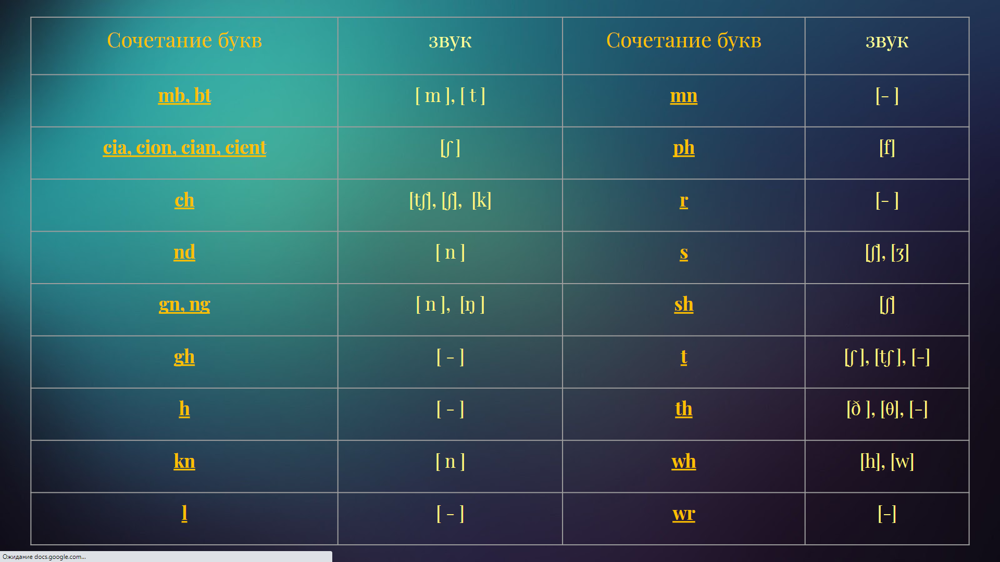 Сочетание букв звук Сочетание букв звук
mb, bt [ m ], [ t ] mn [– ]
cia, cion, cian, cient [ʃ ] ph [f]
ch [tʃ], [ʃ], [k] r [– ]
nd [ n ] s [ʃ], [ʒ]
gn, ng [ n ], [ŋ ] sh [ʃ]
gh [ – ] t [ʃ ], [tʃ ], [–]
h [ – ] th [ð ], [θ], [–]
kn [ n ] wh [h], [w]
l [ – ] wr [–]
Ожидание docs.google.com...